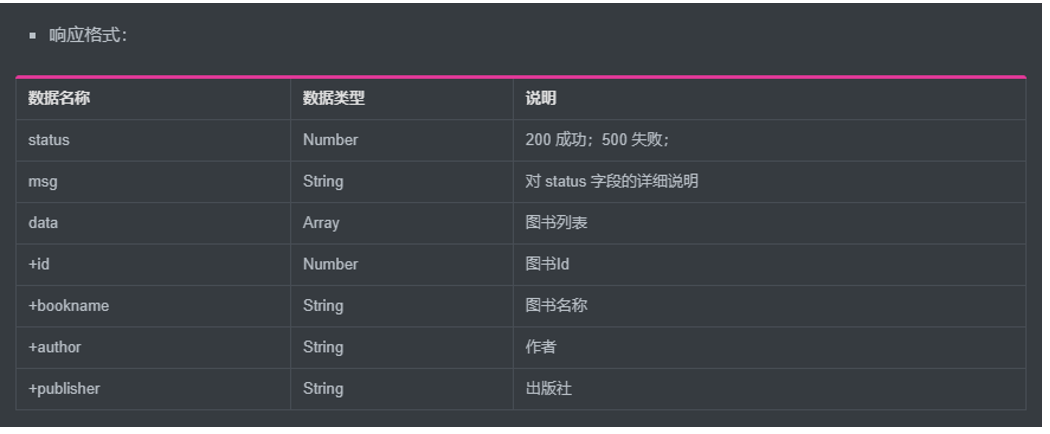 响应格式：
数据名称 数据类型 说明
status Number 200 成功；500 失败；
msg String 对 status 字段的详细说明
data Array 图书列表
+id Number 图书Id
+bookname String 图书名称
+author String 作者
+publisher String 出版社